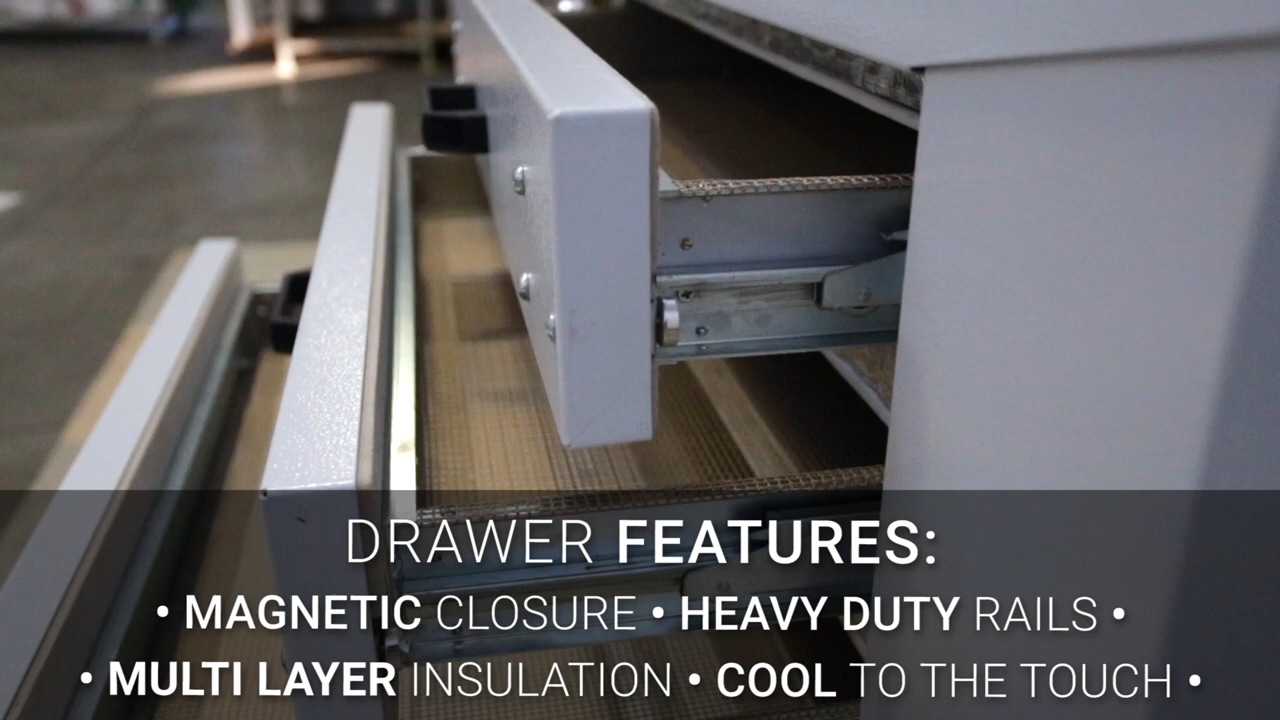 DRAWER FEATURES:
• MAGNETIC CLOSURE • HEAVY DUTY RAILS •
• MULTI LAYER INSULATION • COOL TO THE TOUCH •